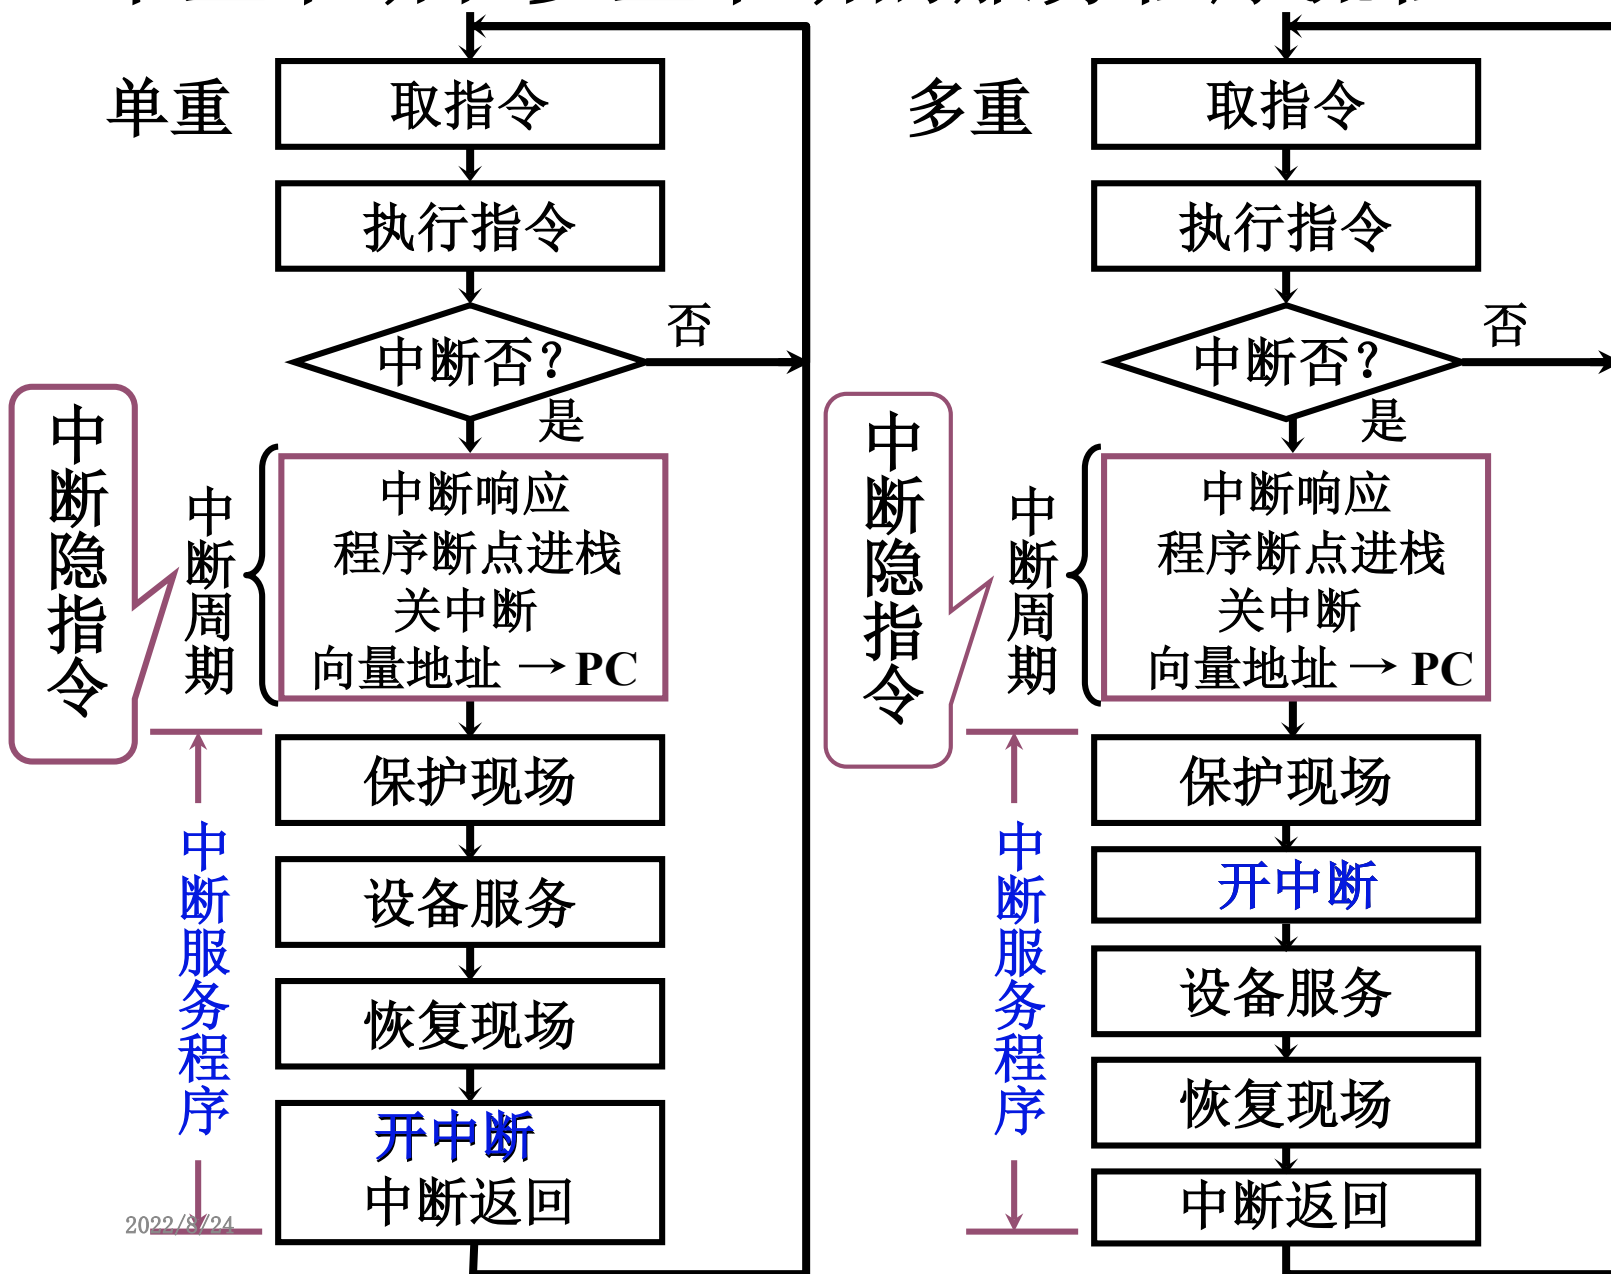 单重
取指令
执行指令
中断否？
否
是
中断隐指令
中断周期
中断响应
程序断点进栈
关中断
向量地址 → PC
中断服务程序
保护现场
设备服务
恢复现场
开中断
中断返回
2022/8/24
多重
取指令
执行指令
中断否？
否
是
中断隐指令
中断周期
中断响应
程序断点进栈
关中断
向量地址 → PC
中断服务程序
保护现场
开中断
设备服务
恢复现场
中断返回